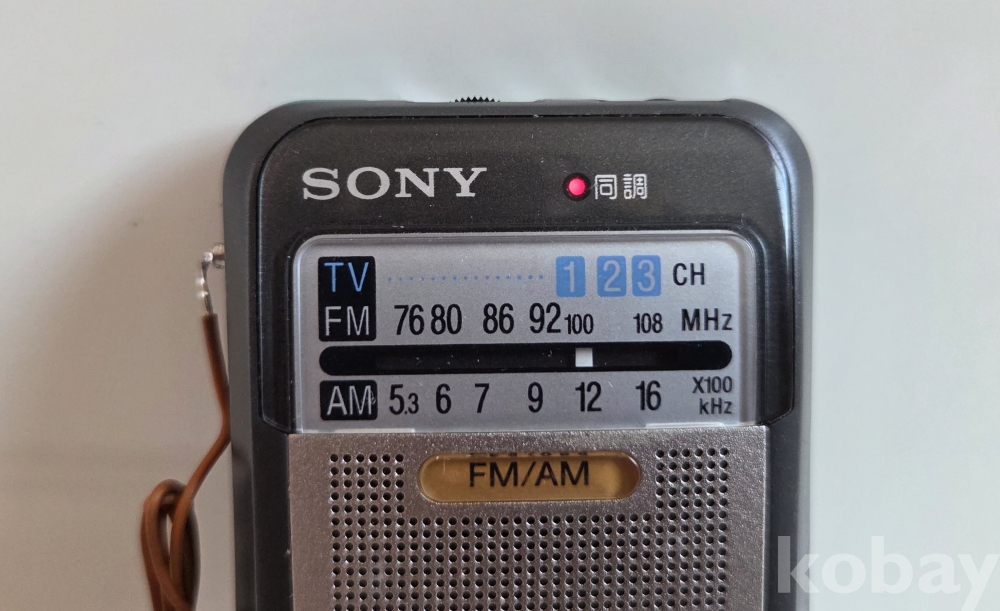 SONY 同調
TV 1 2 3 CH
FM 76 80 86 92 100 108 MHz
AM 5.3 6 7 9 12 16 X100 kHz
FM/AM
kobay